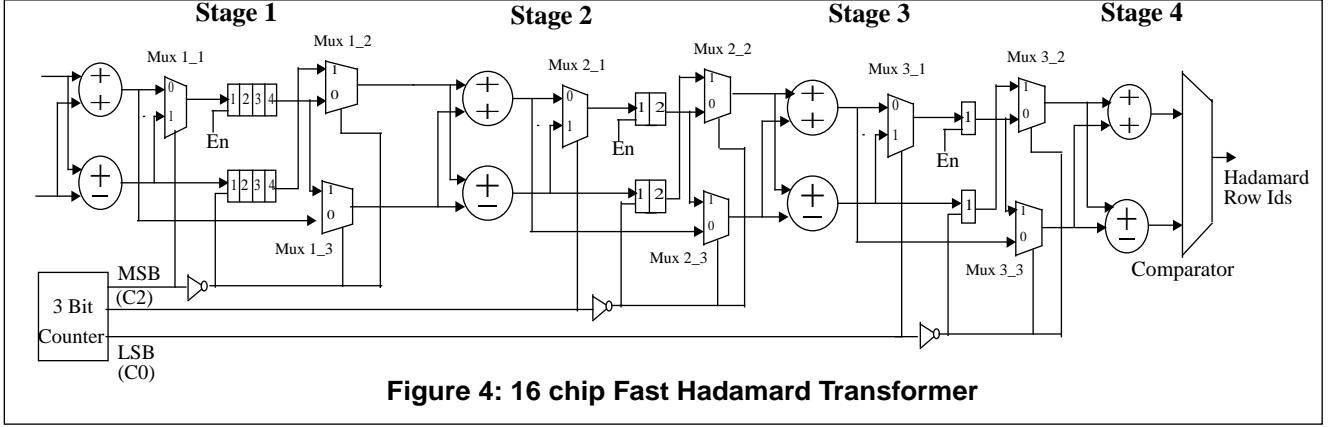 Stage 1
Stage 2
Stage 3
Stage 4
Mux 1_1
Mux 1_2
Mux 2_1
Mux 2_2
Mux 3_1
Mux 3_2
+
+
0
1
1 2 3 4
En
1
0
+
+
0
1
1 2
En
1
0
+
+
0
1
1
En
1
0
+
+
+
−
1 2 3 4
1
0
Mux 1_3
+
−
1 2
1
0
Mux 2_3
+
−
1
1
0
Mux 3_3
+
−
Hadamard
Row Ids
Comparator
3 Bit
Counter
MSB
(C2)
LSB
(C0)
Figure 4: 16 chip Fast Hadamard Transformer